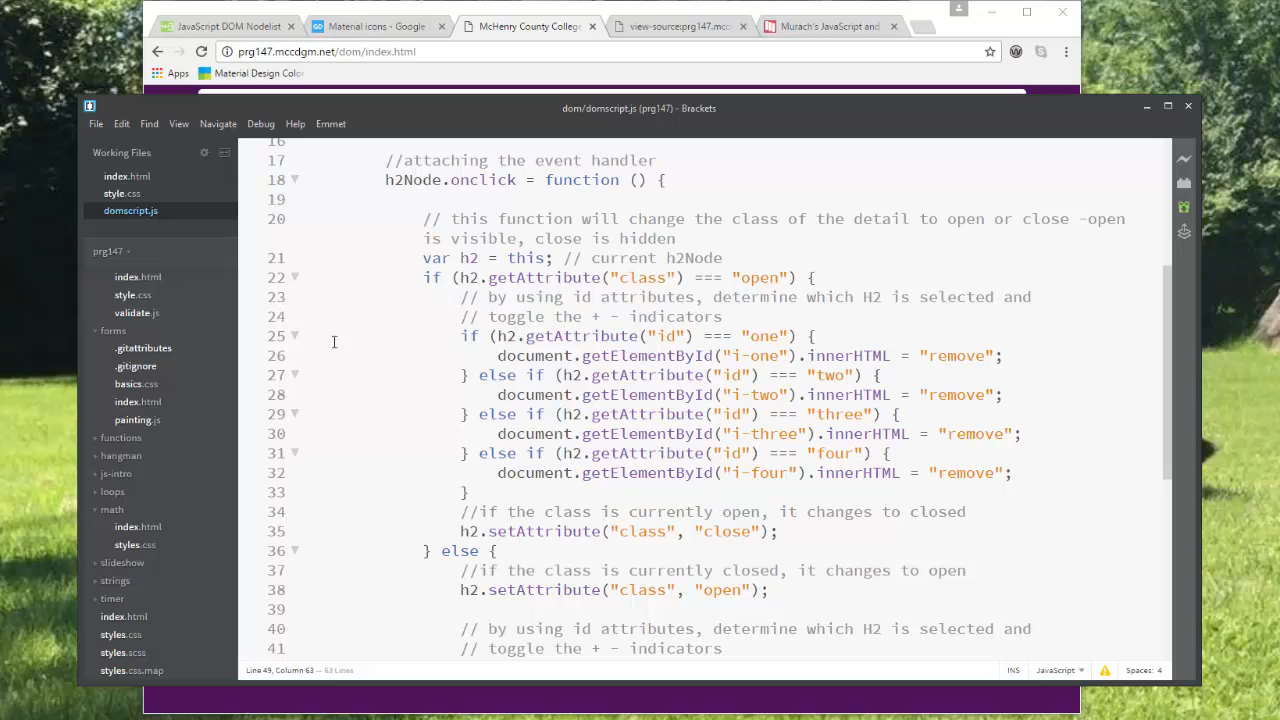 JavaScript DOM Nodelist
Material icons - Google
McHenry County College
view-source:prg147.mcc
Murach's JavaScript and
prg147.mccdgm.net/dom/index.html
Apps
Material Design Color
dom/domscript.js (prg147) - Brackets
File Edit Find View Navigate Debug Help Emmet
Working Files
index.html
style.css
domscript.js
prg147
index.html
style.css
validate.js
forms
.gitattributes
.gitignore
basics.css
index.html
painting.js
functions
hangman
js-intro
loops
math
index.html
styles.css
slideshow
strings
timer
index.html
styles.css
styles.scss
styles.css.map
16
17 //attaching the event handler
18 h2Node.onclick = function () {
19
20 // this function will change the class of the detail to open or close -open
is visible, close is hidden
21 var h2 = this; // current h2Node
22 if (h2.getAttribute("class") === "open") {
23 // by using id attributes, determine which H2 is selected and
24 // toggle the + - indicators
25 if (h2.getAttribute("id") === "one") {
26 document.getElementById("i-one").innerHTML = "remove";
27 } else if (h2.getAttribute("id") === "two") {
28 document.getElementById("i-two").innerHTML = "remove";
29 } else if (h2.getAttribute("id") === "three") {
30 document.getElementById("i-three").innerHTML = "remove";
31 } else if (h2.getAttribute("id") === "four") {
32 document.getElementById("i-four").innerHTML = "remove";
33 }
34 //if the class is currently open, it changes to closed
35 h2.setAttribute("class", "close");
36 } else {
37 //if the class is currently closed, it changes to open
38 h2.setAttribute("class", "open");
39
40 // by using id attributes, determine which H2 is selected and
41 // toggle the + - indicators
Line 49, Column 63 — 63 Lines
INS JavaScript Spaces: 4